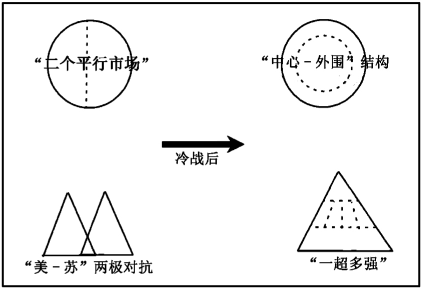 “二个平行市场”
“中心-外围”结构
冷战后
“美-苏”两极对抗
“一超多强”